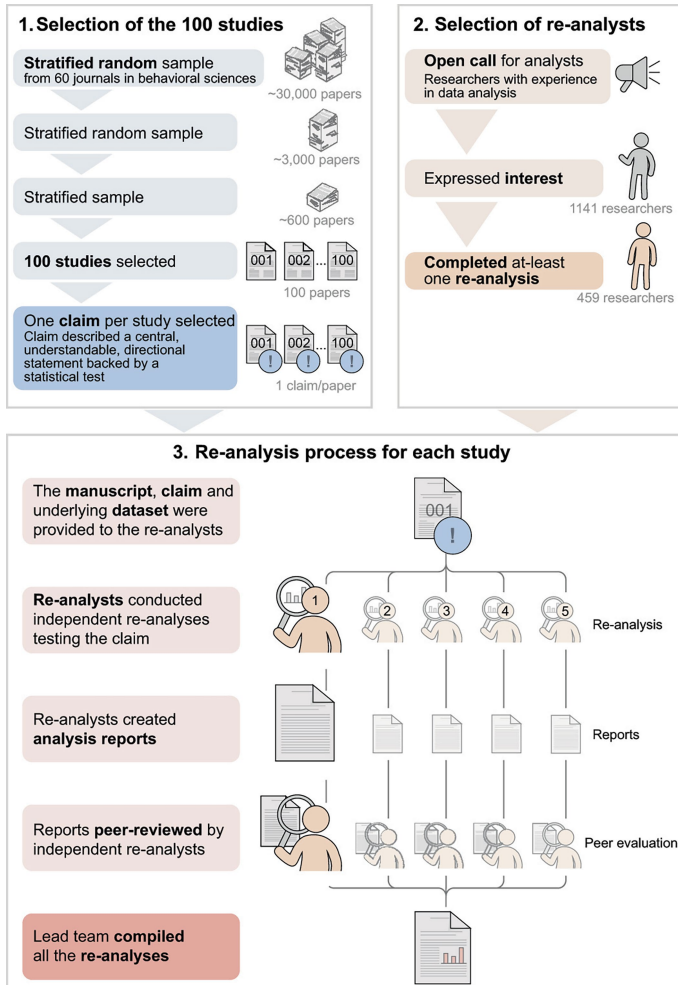 1. Selection of the 100 studies
Stratified random sample
from 60 journals in behavioral sciences
~30,000 papers
Stratified random sample
~3,000 papers
Stratified sample
~600 papers
100 studies selected
001 002 ... 100
100 papers
One claim per study selected
Claim described a central,
understandable, directional
statement backed by a
statistical test
001 002 ... 100
! ! !
1 claim/paper
2. Selection of re-analysts
Open call for analysts
Researchers with experience
in data analysis
Expressed interest
1141 researchers
Completed at-least
one re-analysis
459 researchers
3. Re-analysis process for each study
The manuscript, claim and
underlying dataset were
provided to the re-analysts
001
!
Re-analysts conducted
independent re-analyses
testing the claim
1 2 3 4 5
Re-analysis
Re-analysts created
analysis reports
Reports
Reports peer-reviewed by
independent re-analysts
Peer evaluation
Lead team compiled
all the re-analyses